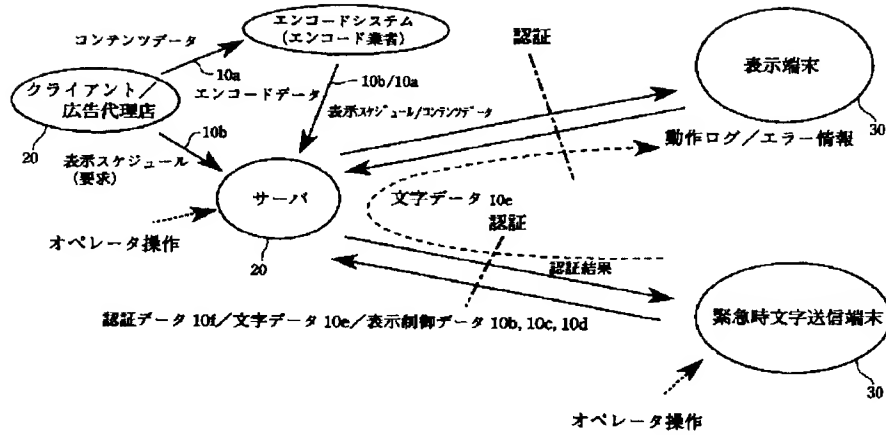 コンテンツデータ
10a
エンコードシステム
(エンコード業者)
認証
表示端末
30
クライアント/
広告代理店
20
エンコードデータ
10b/10a
表示スケジュール/コンテンツデータ
10b
表示スケジュール
(要求)
動作ログ/エラー情報
サーバ
20
文字データ 10e
認証
オペレータ操作
認証結果
認証データ 10f/文字データ 10e/表示制御データ 10b, 10c, 10d
緊急時文字送信端末
30
オペレータ操作